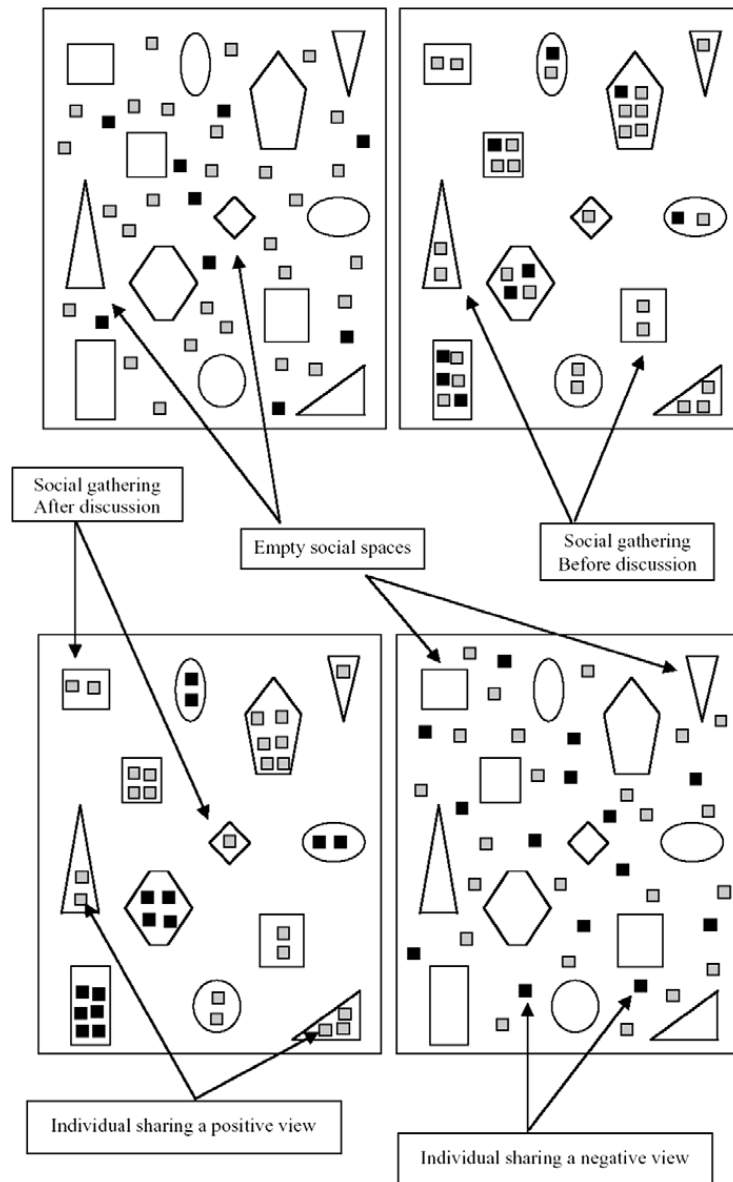 Social gathering
After discussion
Empty social spaces
Social gathering
Before discussion
Individual sharing a positive view
Individual sharing a negative view